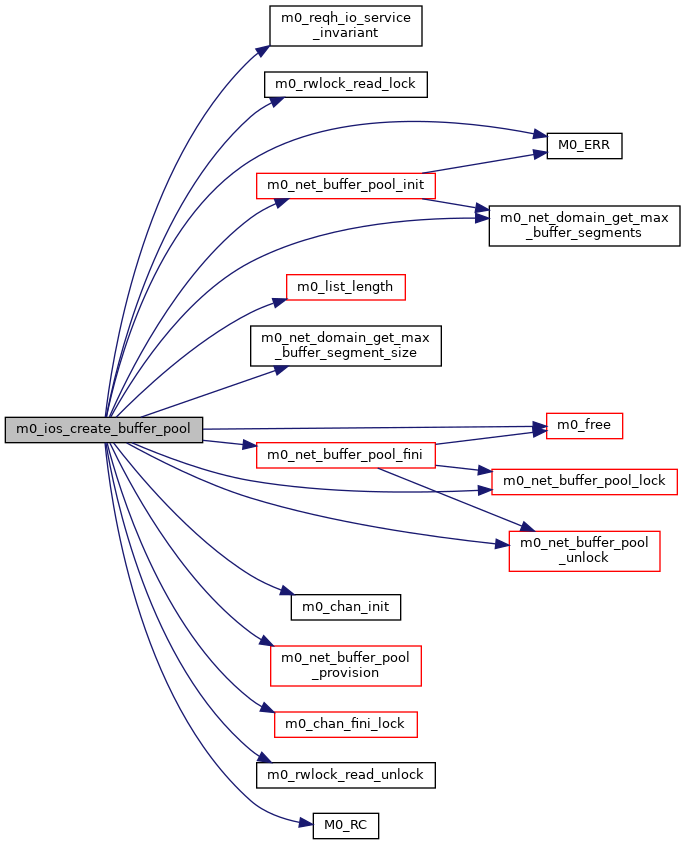 m0_reqh_io_service
_invariant
m0_rwlock_read_lock
M0_ERR
m0_net_buffer_pool_init
m0_net_domain_get_max
_buffer_segments
m0_list_length
m0_net_domain_get_max
_buffer_segment_size
m0_ios_create_buffer_pool
m0_free
m0_net_buffer_pool_fini
m0_net_buffer_pool_lock
m0_net_buffer_pool
_unlock
m0_chan_init
m0_net_buffer_pool
_provision
m0_chan_fini_lock
m0_rwlock_read_unlock
M0_RC